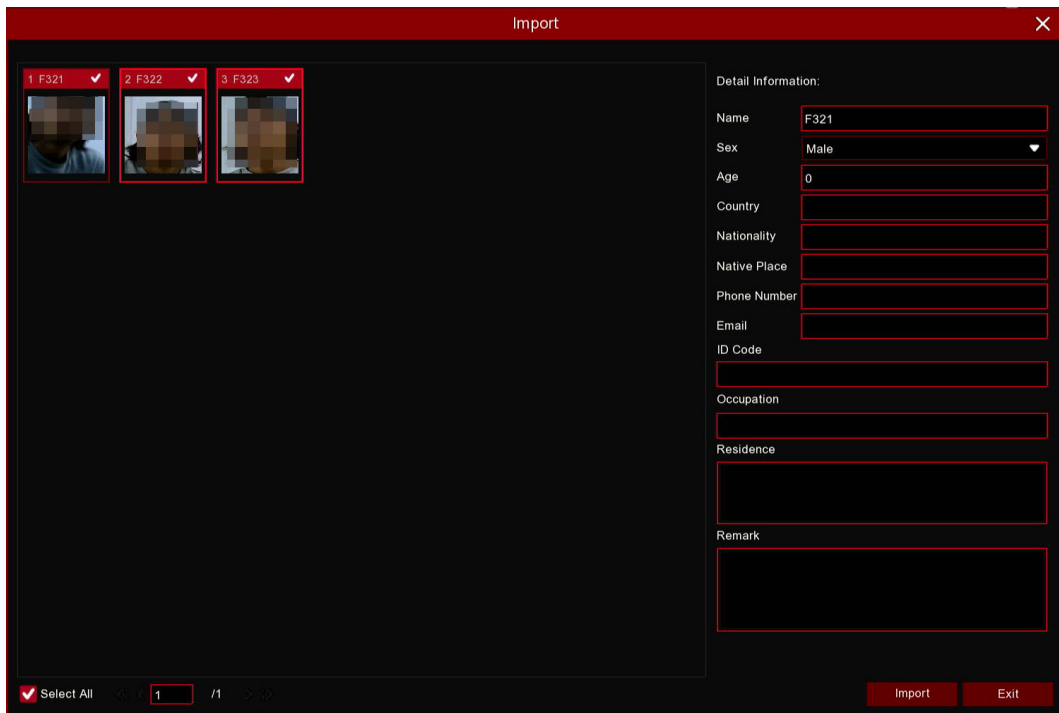 Import
1 F321
2 F322
3 F323
Detail Information:
Name F321
Sex Male
Age 0
Country
Nationality
Native Place
Phone Number
Email
ID Code
Occupation
Residence
Remark
Select All 1 /1
Import Exit